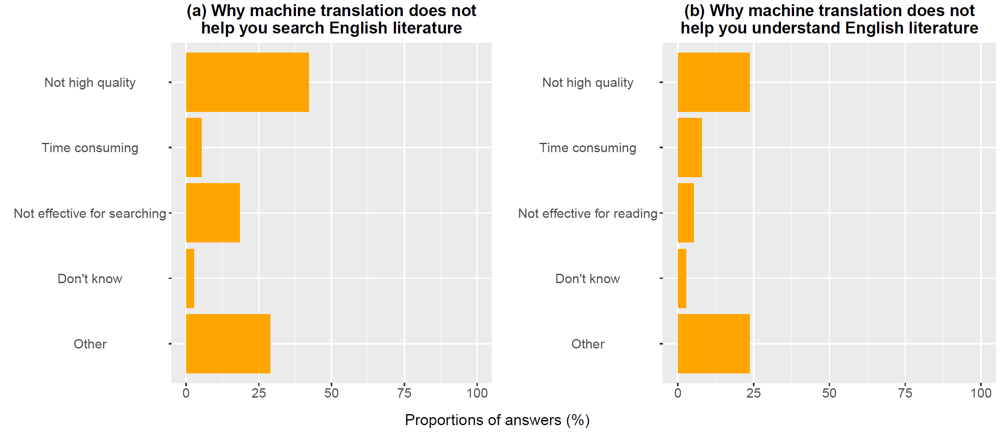 (a) Why machine translation does not
help you search English literature
Not high quality
Time consuming
Not effective for searching
Don't know
Other
0 25 50 75 100
(b) Why machine translation does not
help you understand English literature
Not high quality
Time consuming
Not effective for reading
Don't know
Other
0 25 50 75 100
Proportions of answers (%)